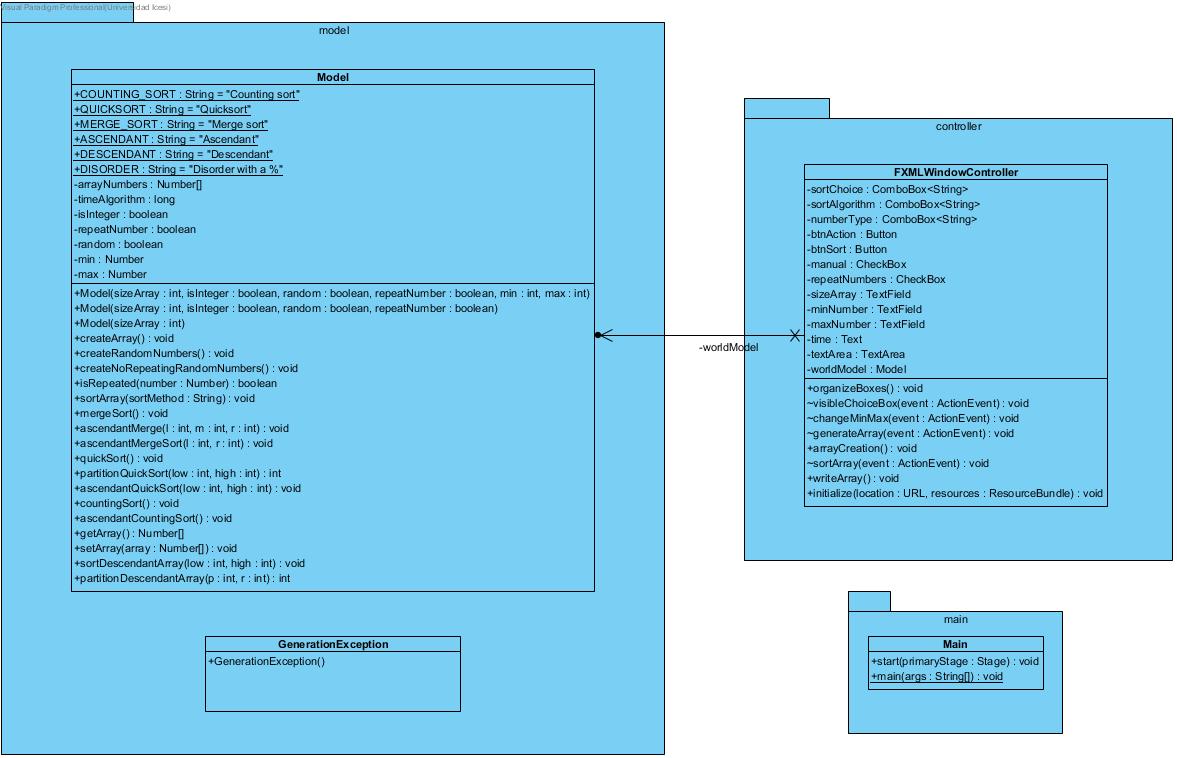 Visual Paradigm Professional(Universidad Icesi)
model
Model
+COUNTING_SORT : String = "Counting sort"
+QUICKSORT : String = "Quicksort"
+MERGE_SORT : String = "Merge sort"
+ASCENDANT : String = "Ascendant"
+DESCENDANT : String = "Descendant"
+DISORDER : String = "Disorder with a %"
-arrayNumbers : Number[]
-timeAlgorithm : long
-isInteger : boolean
-repeatNumber : boolean
-random : boolean
-min : Number
-max : Number
+Model(sizeArray : int, isInteger : boolean, random : boolean, repeatNumber : boolean, min : int, max : int)
+Model(sizeArray : int, isInteger : boolean, random : boolean, repeatNumber : boolean)
+Model(sizeArray : int)
+createArray() : void
+createRandomNumbers() : void
+createNoRepeatingRandomNumbers() : void
+isRepeated(number : Number) : boolean
+sortArray(sortMethod : String) : void
+mergeSort() : void
+ascendantMerge(l : int, m : int, r : int) : void
+ascendantMergeSort(l : int, r : int) : void
+quickSort() : void
+partitionQuickSort(low : int, high : int) : int
+ascendantQuickSort(low : int, high : int) : void
+countingSort() : void
+ascendantCountingSort() : void
+getArray() : Number[]
+setArray(array : Number[]) : void
+sortDescendantArray(low : int, high : int) : void
+partitionDescendantArray(p : int, r : int) : int
GenerationException
+GenerationException()
-worldModel
controller
FXMLWindowController
-sortChoice : ComboBox<String>
-sortAlgorithm : ComboBox<String>
-numberType : ComboBox<String>
-btnAction : Button
-btnSort : Button
-manual : CheckBox
-repeatNumbers : CheckBox
-sizeArray : TextField
-minNumber : TextField
-maxNumber : TextField
-time : Text
-textArea : TextArea
-worldModel : Model
+organizeBoxes() : void
~visibleChoiceBox(event : ActionEvent) : void
~changeMinMax(event : ActionEvent) : void
~generateArray(event : ActionEvent) : void
+arrayCreation() : void
~sortArray(event : ActionEvent) : void
+writeArray() : void
+initialize(location : URL, resources : ResourceBundle) : void
main
Main
+start(primaryStage : Stage) : void
+main(args : String[]) : void